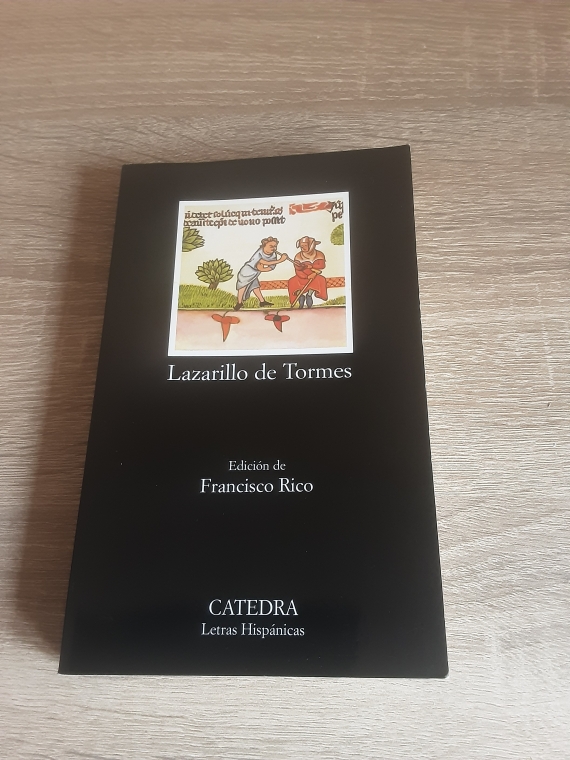 Lazarillo de Tormes
Edición de
Francisco Rico
CATEDRA
Letras Hispánicas